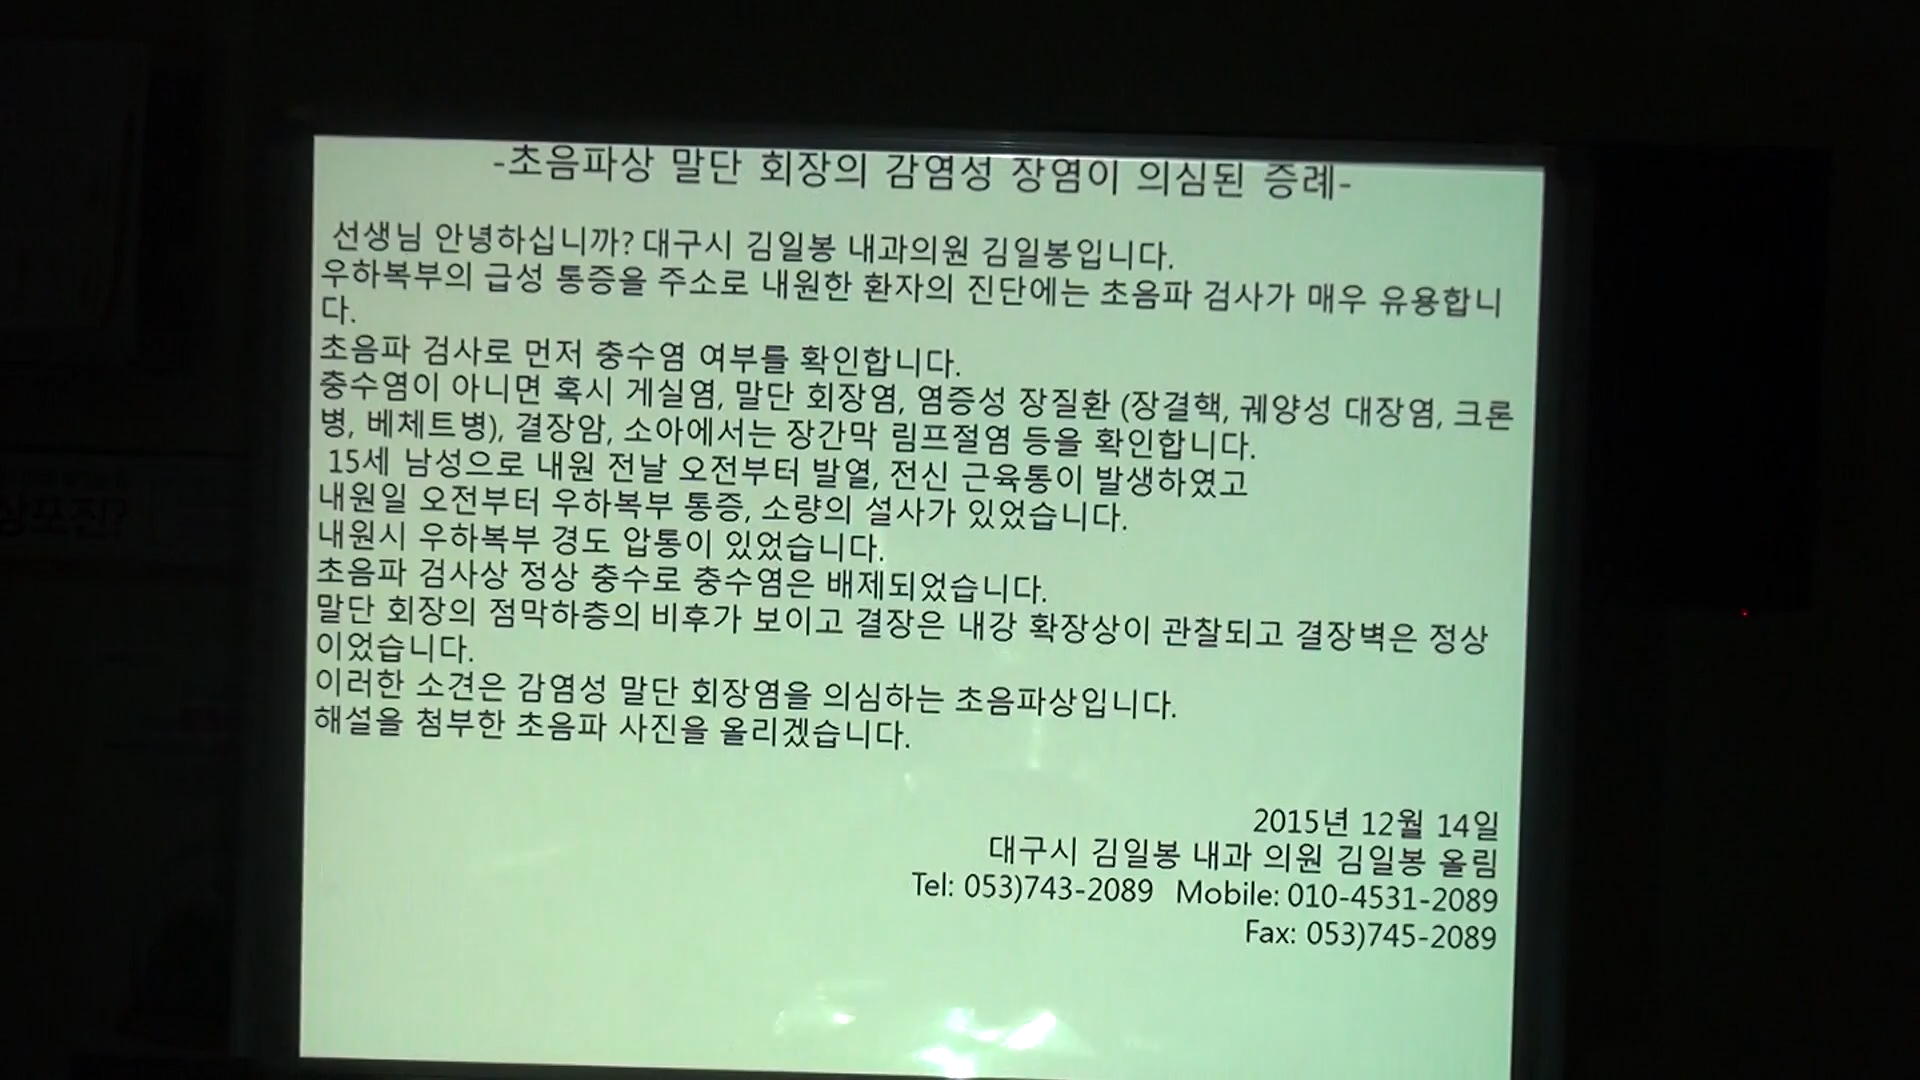 -초음파상 말단 회장의 감염성 장염이 의심된 증례-
선생님 안녕하십니까? 대구시 김일봉 내과의원 김일봉입니다.
우하복부의 급성 통증을 주소로 내원한 환자의 진단에는 초음파 검사가 매우 유용합니
다.
초음파 검사로 먼저 충수염 여부를 확인합니다.
충수염이 아니면 혹시 게실염, 말단 회장염, 염증성 장질환 (장결핵, 궤양성 대장염, 크론
병, 베체트병), 결장암, 소아에서는 장간막 림프절염 등을 확인합니다.
15세 남성으로 내원 전날 오전부터 발열, 전신 근육통이 발생하였고
내원일 오전부터 우하복부 통증, 소량의 설사가 있었습니다.
내원시 우하복부 경도 압통이 있었습니다.
초음파 검사상 정상 충수로 충수염은 배제되었습니다.
말단 회장의 점막하층의 비후가 보이고 결장은 내강 확장상이 관찰되고 결장벽은 정상
이었습니다.
이러한 소견은 감염성 말단 회장염을 의심하는 초음파상입니다.
해설을 첨부한 초음파 사진을 올리겠습니다.
2015년 12월 14일
대구시 김일봉 내과 의원 김일봉 올림
Tel: 053)743-2089 Mobile: 010-4531-2089
Fax: 053)745-2089